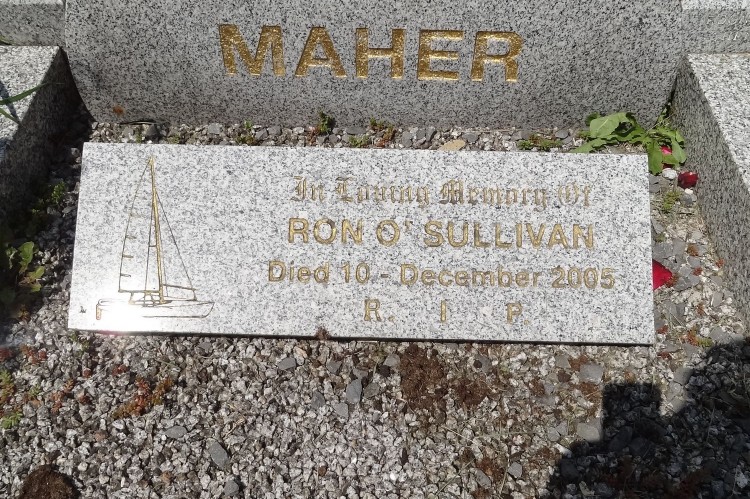 MAHER
In Loving Memory Of
RON O' SULLIVAN
Died 10 - December 2005
R. I P